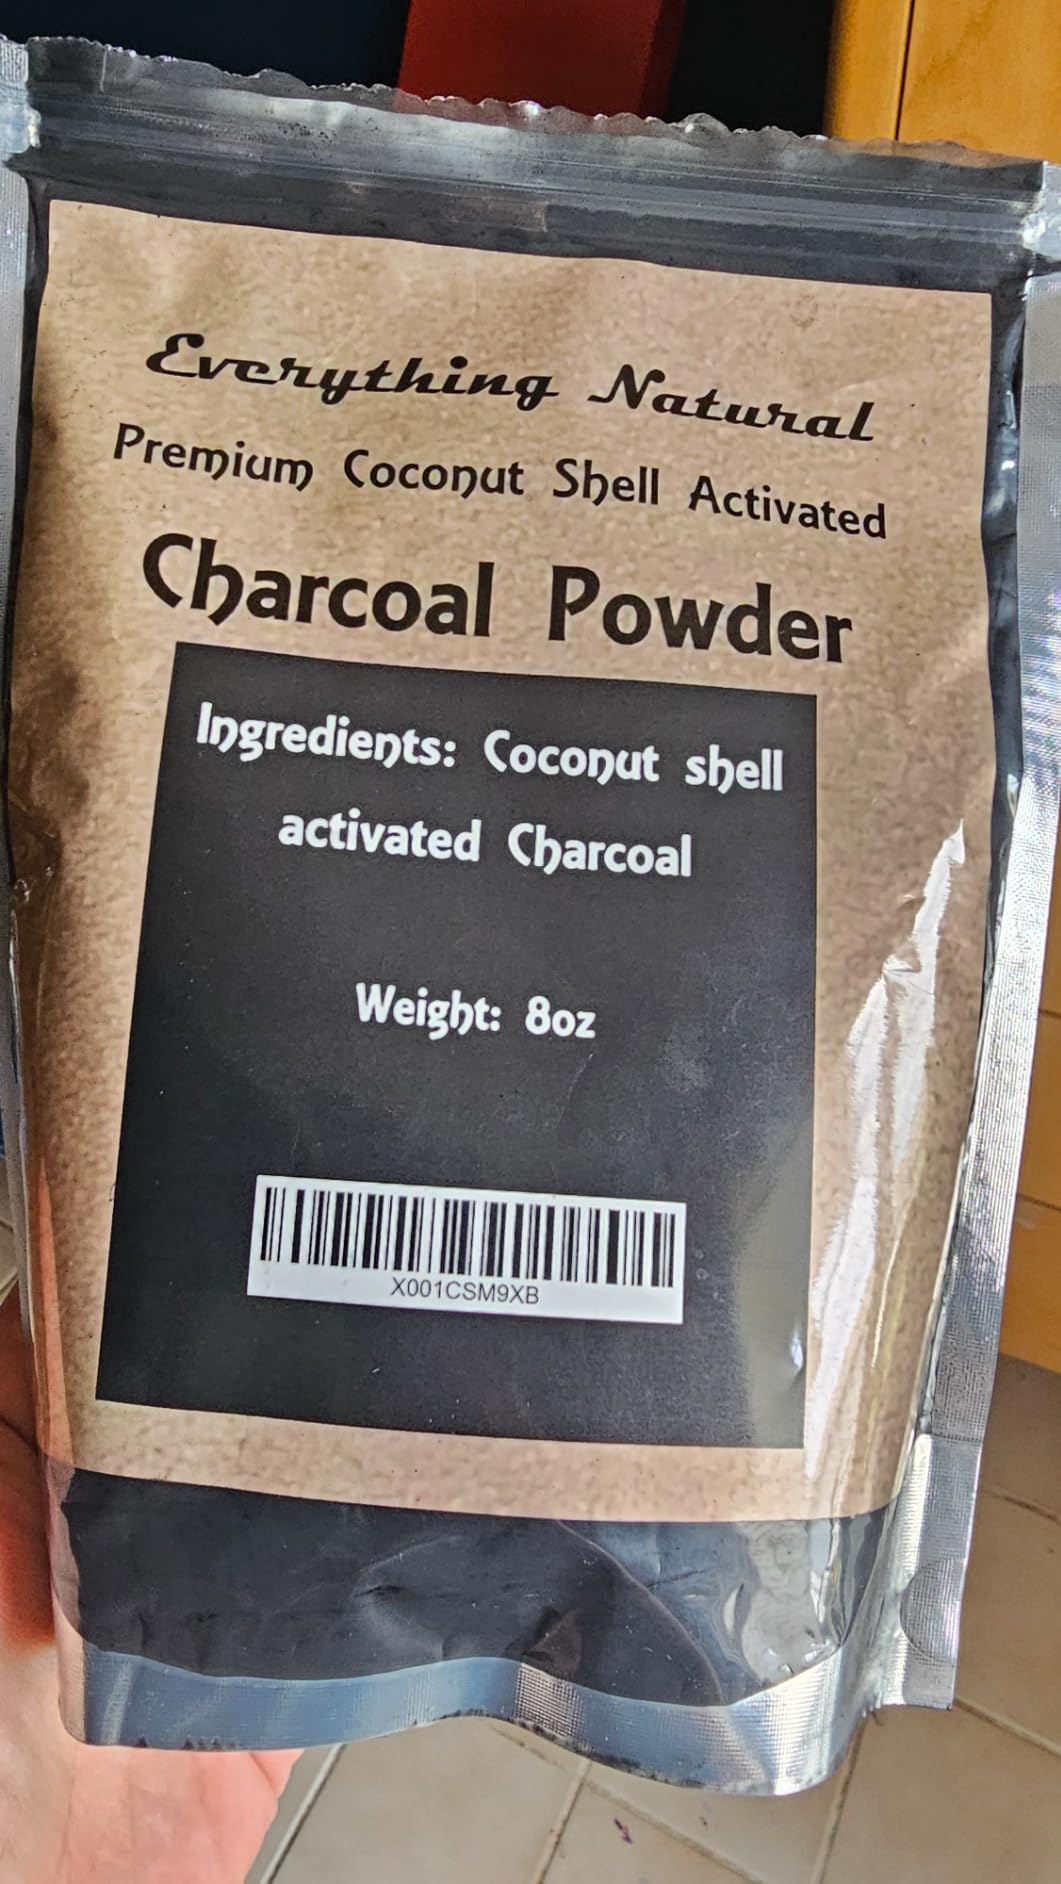 Everything Natural
Premium Coconut Shell Activated
Charcoal Powder
Ingredients: Coconut shell
activated Charcoal
Weight: 8oz
X001CSM9XB